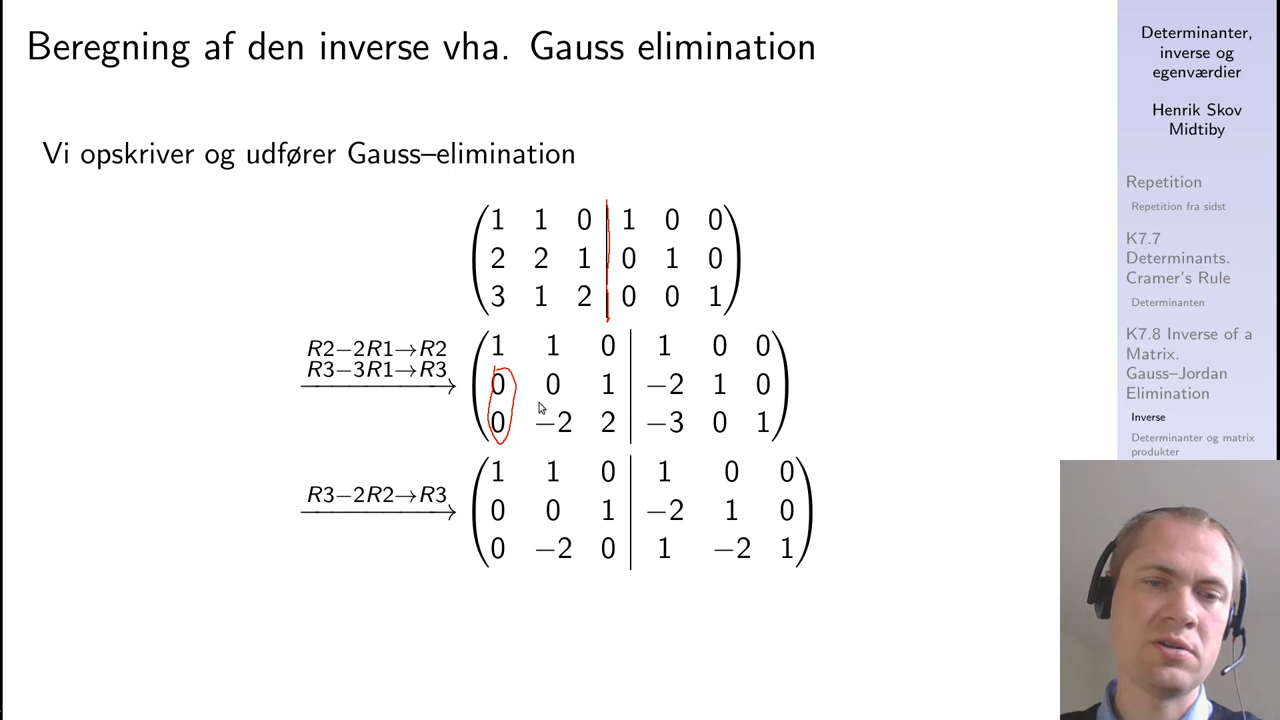 Beregning af den inverse vha. Gauss elimination
Vi opskriver og udfører Gauss–elimination
1 1 0 | 1 0 0
2 2 1 | 0 1 0
3 1 2 | 0 0 1
R2−2R1→R2
R3−3R1→R3
1 1 0 | 1 0 0
0 0 1 | −2 1 0
0 −2 2 | −3 0 1
R3−2R2→R3
1 1 0 | 1 0 0
0 0 1 | −2 1 0
0 −2 0 | 1 −2 1
Determinanter,
inverse og
egenværdier
Henrik Skov
Midtiby
Repetition
Repetition fra sidst
K7.7
Determinants.
Cramer's Rule
Determinanten
K7.8 Inverse of a
Matrix.
Gauss–Jordan
Elimination
Inverse
Determinanter og matrix
produkter